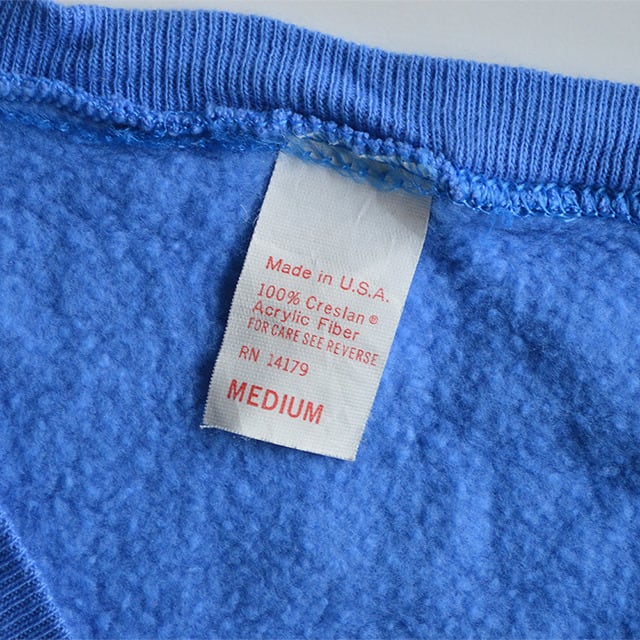 Made in U.S.A.
100% Creslan®
Acrylic Fiber
FOR CARE SEE REVERSE
RN 14179
MEDIUM